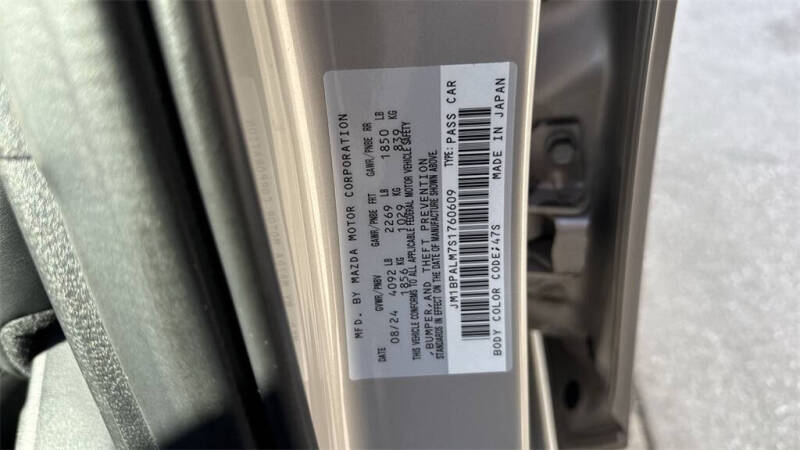 MFD. BY MAZDA MOTOR CORPORATION
DATE GVWR/PNBV GAWR/PNBE FRT GAWR/PNBE RR
08/24 4092 LB 2269 LB 1850 LB
1856 KG 1029 KG 839 KG
THIS VEHICLE CONFORMS TO ALL APPLICABLE FEDERAL MOTOR VEHICLE SAFETY
,BUMPER,AND THEFT PREVENTION
STANDARDS IN EFFECT ON THE DATE OF MANUFACTURE SHOWN ABOVE.
JM1BPALM7S1760609 TYPE:PASS CAR
BODY COLOR CODE:47S MADE IN JAPAN